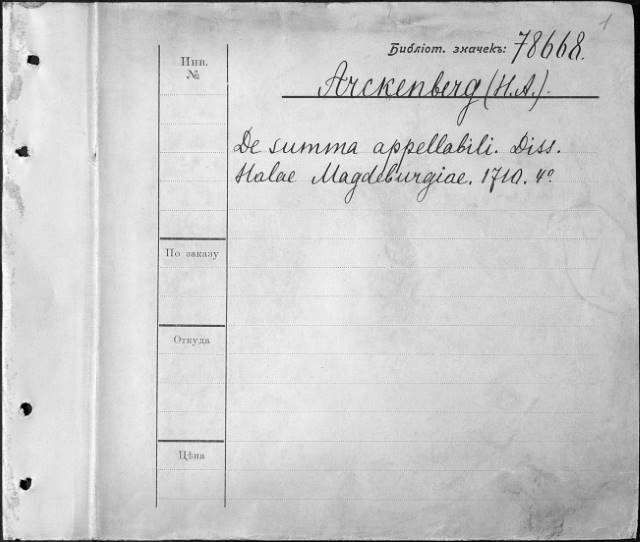 1
Библіот. значекъ: 78668.
Инв.
№
Arckenberg (H.A.).
De summa appellabili. Diss.
Halae Magdeburgiae. 1710. 4º
По заказу
Откуда
Цѣна